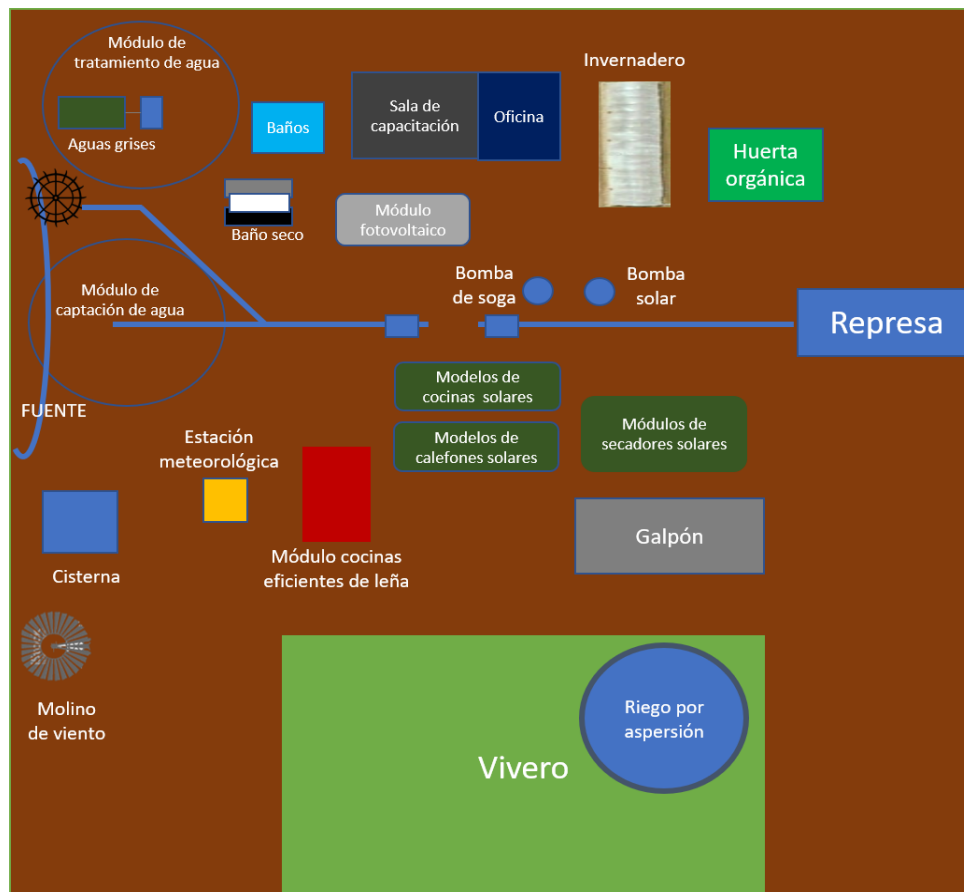 Módulo de
tratamiento de agua
Aguas grises
Baños
Sala de
capacitación
Oficina
Invernadero
Huerta
orgánica
Baño seco
Módulo
fotovoltaico
Módulo de
captación de agua
Bomba
de soga
Bomba
solar
Represa
FUENTE
Modelos de
cocinas solares
Modelos de
calefones solares
Módulos de
secadores solares
Estación
meteorológica
Galpón
Módulo cocinas
eficientes de leña
Cisterna
Molino
de viento
Riego por
aspersión
Vivero